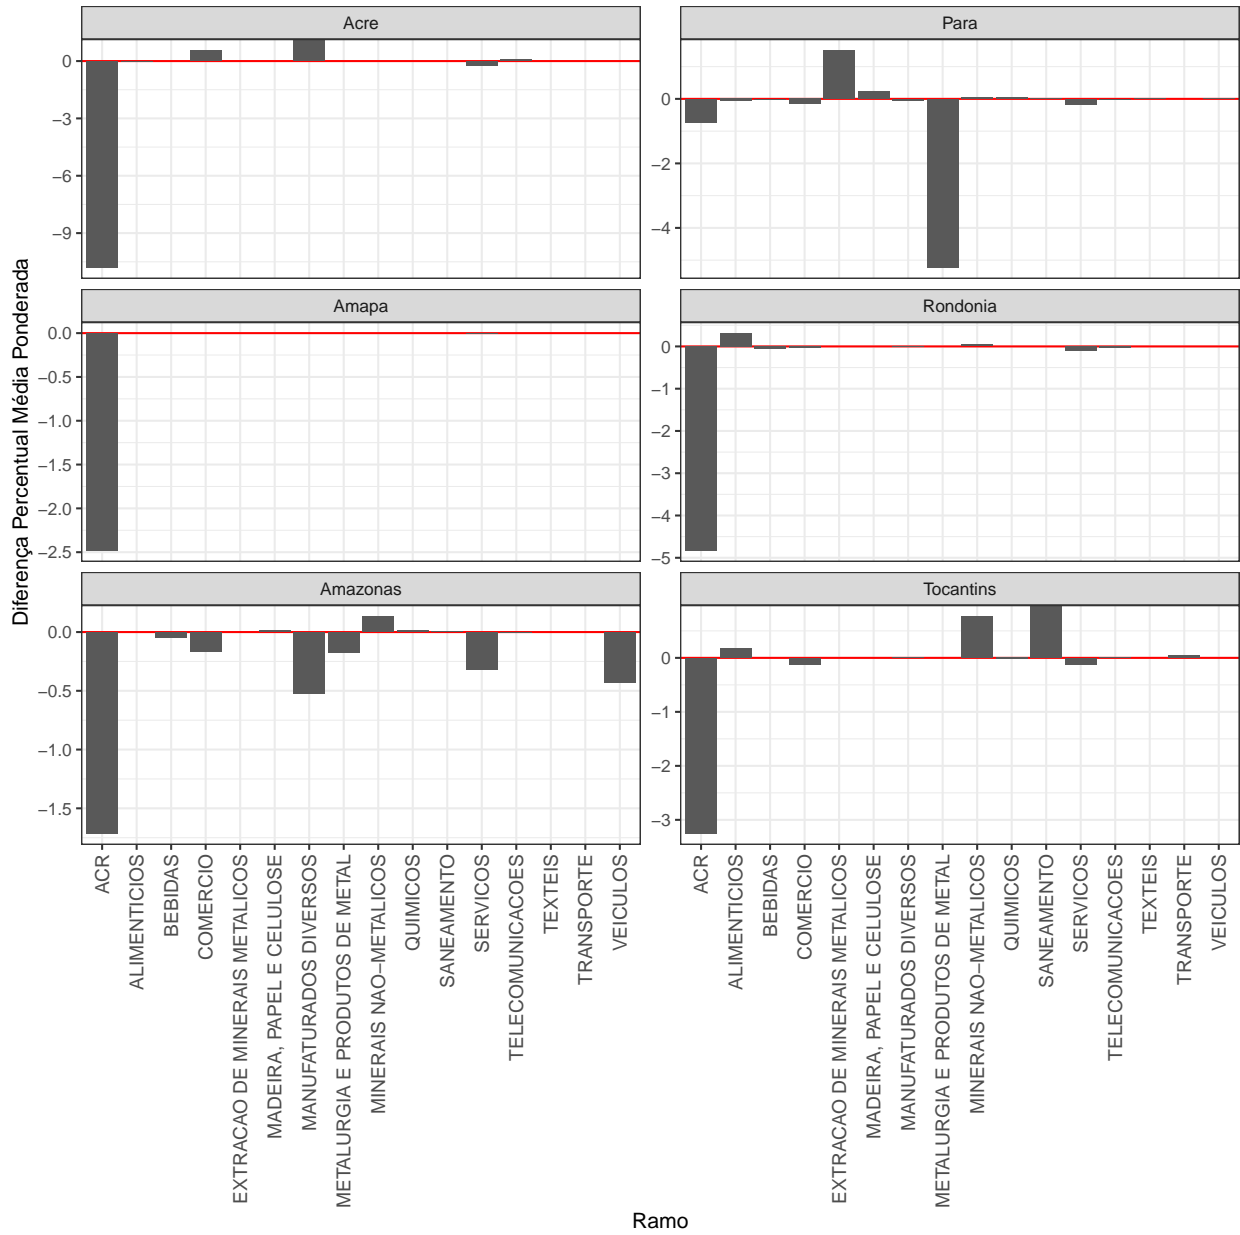 Acre
0
−3
−6
−9
Para
0
−2
−4
Amapa
0.0
−0.5
−1.0
−1.5
−2.0
−2.5
Rondonia
0
−1
−2
−3
−4
−5
Amazonas
0.0
−0.5
−1.0
−1.5
Tocantins
0
−1
−2
−3
Diferença Percentual Média Ponderada
ACR
ALIMENTICIOS
BEBIDAS
COMERCIO
EXTRACAO DE MINERAIS METALICOS
MADEIRA, PAPEL E CELULOSE
MANUFATURADOS DIVERSOS
METALURGIA E PRODUTOS DE METAL
MINERAIS NAO−METALICOS
QUIMICOS
SANEAMENTO
SERVICOS
TELECOMUNICACOES
TEXTEIS
TRANSPORTE
VEICULOS
ACR
ALIMENTICIOS
BEBIDAS
COMERCIO
EXTRACAO DE MINERAIS METALICOS
MADEIRA, PAPEL E CELULOSE
MANUFATURADOS DIVERSOS
METALURGIA E PRODUTOS DE METAL
MINERAIS NAO−METALICOS
QUIMICOS
SANEAMENTO
SERVICOS
TELECOMUNICACOES
TEXTEIS
TRANSPORTE
VEICULOS
Ramo